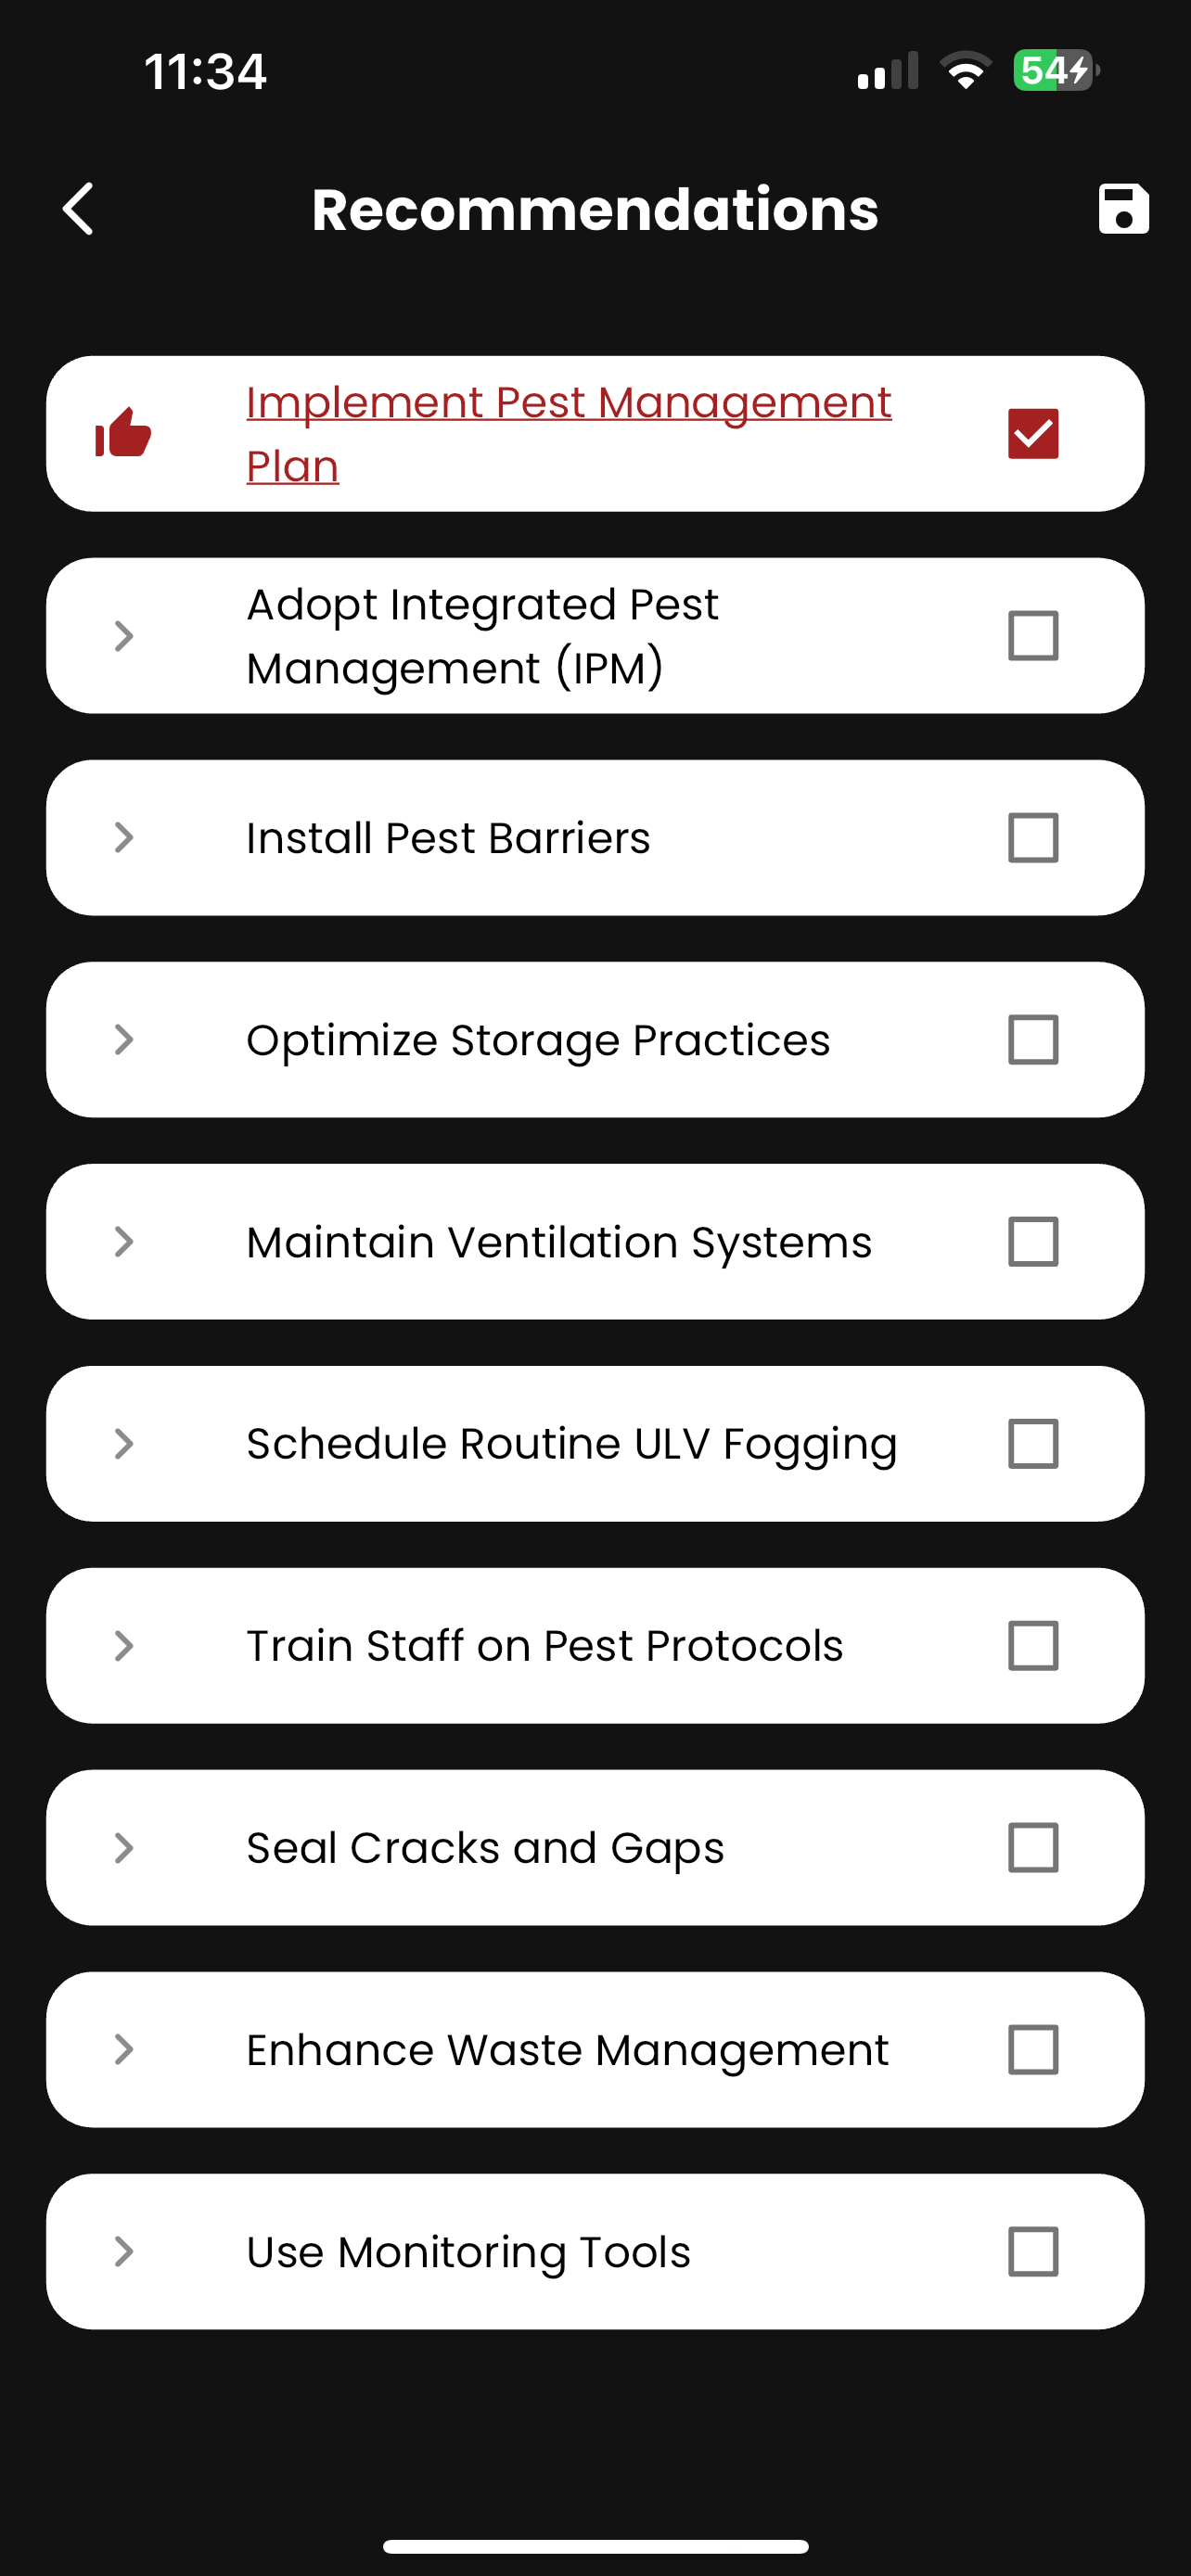 11:34
54
Recommendations
Implement Pest Management
Plan
Adopt Integrated Pest
Management (IPM)
Install Pest Barriers
Optimize Storage Practices
Maintain Ventilation Systems
Schedule Routine ULV Fogging
Train Staff on Pest Protocols
Seal Cracks and Gaps
Enhance Waste Management
Use Monitoring Tools